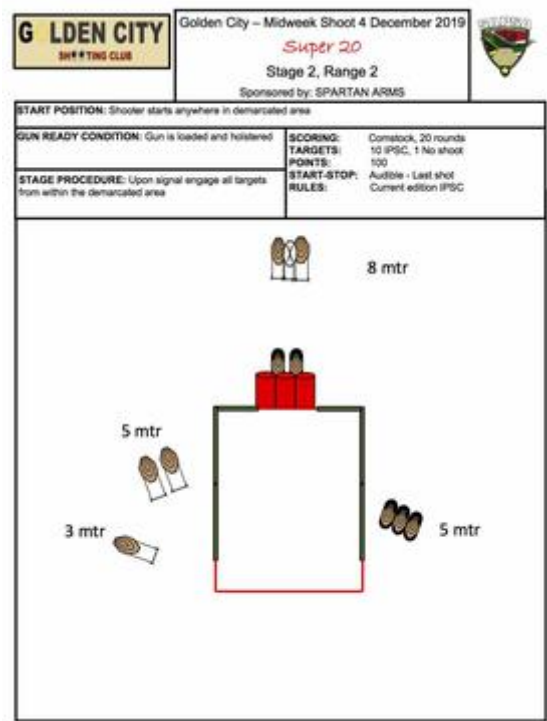 G LDEN CITY
SH**TING CLUB
Golden City – Midweek Shoot 4 December 2019
Super 20
Stage 2, Range 2
Sponsored by: SPARTAN ARMS
START POSITION: Shooter starts anywhere in demarcated area
GUN READY CONDITION: Gun is loaded and holstered
STAGE PROCEDURE: Upon signal engage all targets
from within the demarcated area
SCORING: Comstock, 20 rounds
TARGETS: 10 IPSC, 1 No shoot
POINTS: 100
START-STOP: Audible - Last shot
RULES: Current edition IPSC
8 mtr
5 mtr
3 mtr
5 mtr